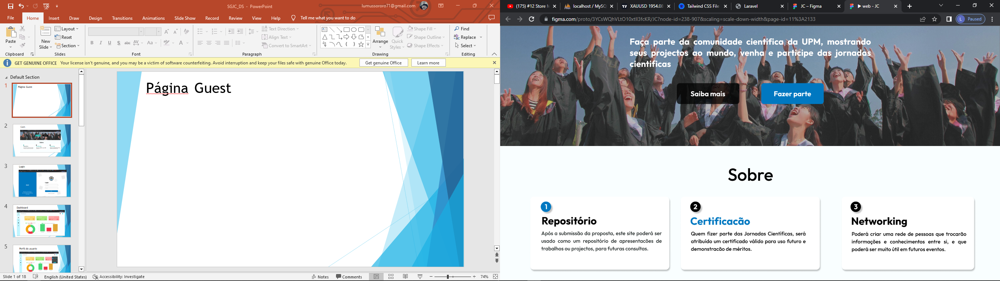 SGJC_DS - PowerPoint
lumussororo71@gmail.com
File Home Insert Draw Design Transitions Animations Slide Show Record Review View Help Tell me what you want to do
Paste
Clipboard
New Slide
Layout
Reset
Section
Slides
B I U S abc AV Aa A
Font
Text Direction
Align Text
Convert to SmartArt
Paragraph
Arrange
Quick Styles
Shape Fill
Shape Outline
Shape Effects
Drawing
Find
Replace
Select
Editing
GET GENUINE OFFICE Your license isn't genuine, and you may be a victim of software counterfeiting. Avoid interruption and keep your files safe with genuine Office today.
Get genuine Office
Learn more
Default Section
1
Página Guest
2
Cont.
Sobre
3
Login
Login
4
Dashboard
5
Perfil do usuario
Página Guest
Slide 1 of 18
English (United States)
Accessibility: Investigate
Notes
Comments
74%
(175) #12 Store M
localhost / MySQ
XAUUSD 1954.08
Tailwind CSS File
Laravel
JC – Figma
web - JC
figma.com/proto/3YCsWQhVLtO10xtIl3fcKR/JC?node-id=238-907&scaling=scale-down-width&page-id=11%3A2133
L Paused
Faça parte da comunidade cientifica da UPM, mostrando
seus projectos ao mundo, venha e participe das jornadas
cientificas
Saiba mais
Fazer parte
Sobre
1
Repositório
Após a submissão da proposta, este site poderá ser
usado como um repositório de apresentacões de
trabalhos ou projectos, para futuras consultas.
2
Certificacão
Quem fizer parte das Jornadas Científicas, será
atribuído um certificado válido para uso futuro e
demonstracão de méritos.
3
Networking
Poderá criar uma rede de pessoas que trocarão
informações e conhecimentos entre si, e que
poderá ser muito útil em futuros eventos.